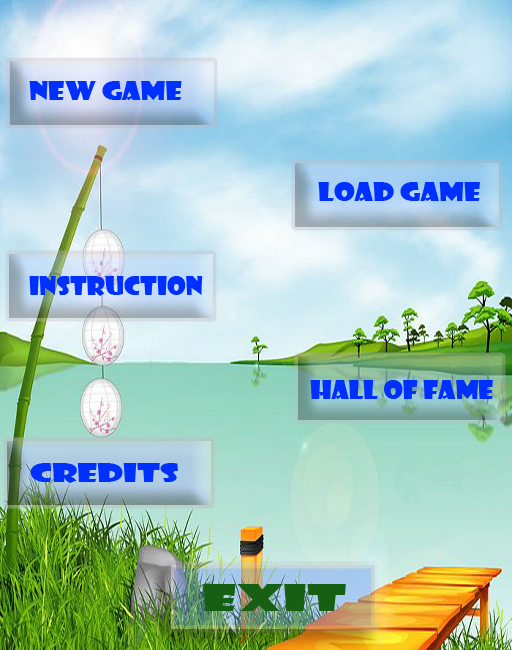 NEW GAME
LOAD GAME
INSTRUCTION
HALL OF FAME
CREDITS
EXIT